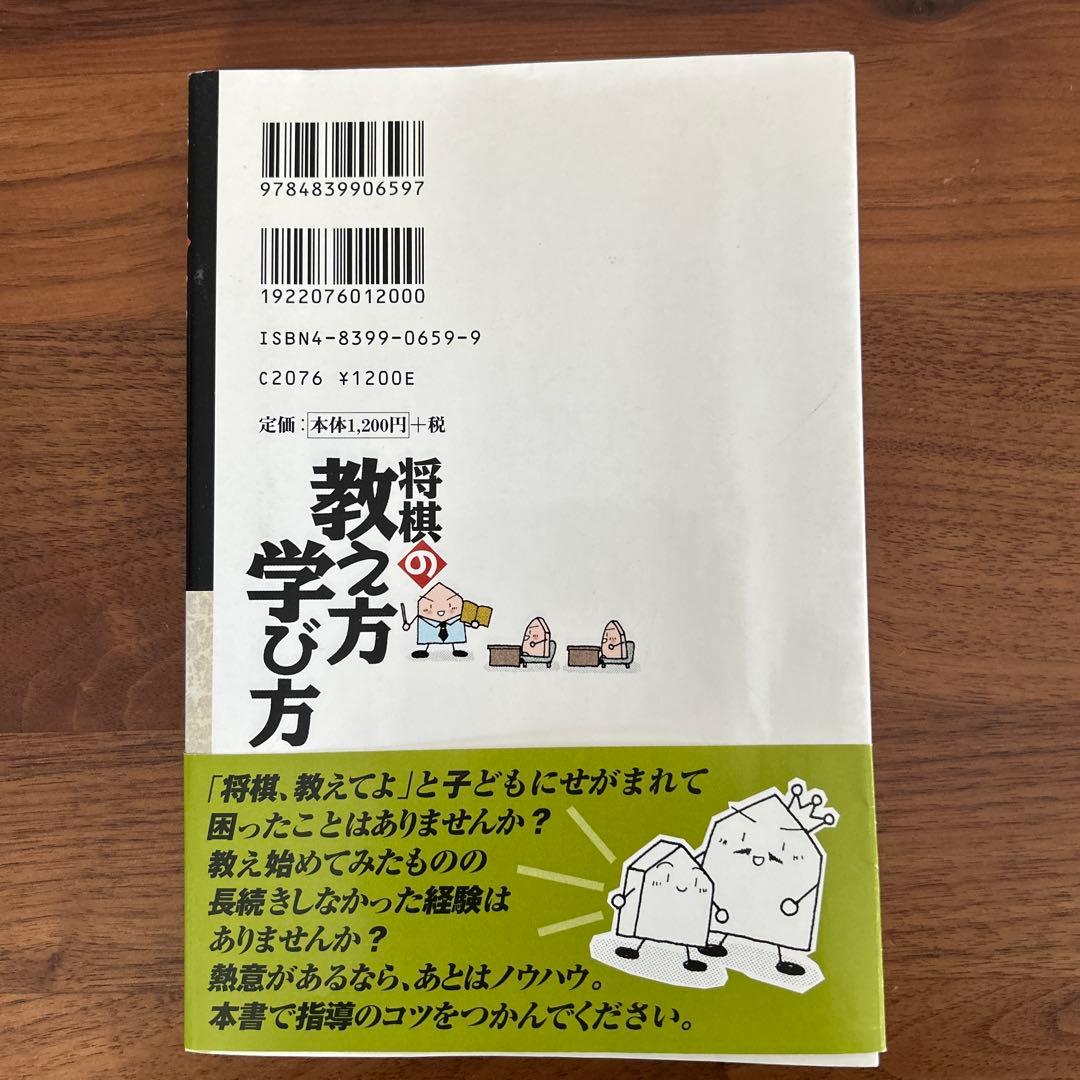 9784839906597
1922076012000
ISBN4-8399-0659-9
C2076 ¥1200E
定価：本体1,200円＋税
将棋の
教え方
学び方
「将棋、教えてよ」と子どもにせがまれて
困ったことはありませんか？
教え始めてみたものの
長続きしなかった経験は
ありませんか？
熱意があるなら、あとはノウハウ。
本書で指導のコツをつかんでください。